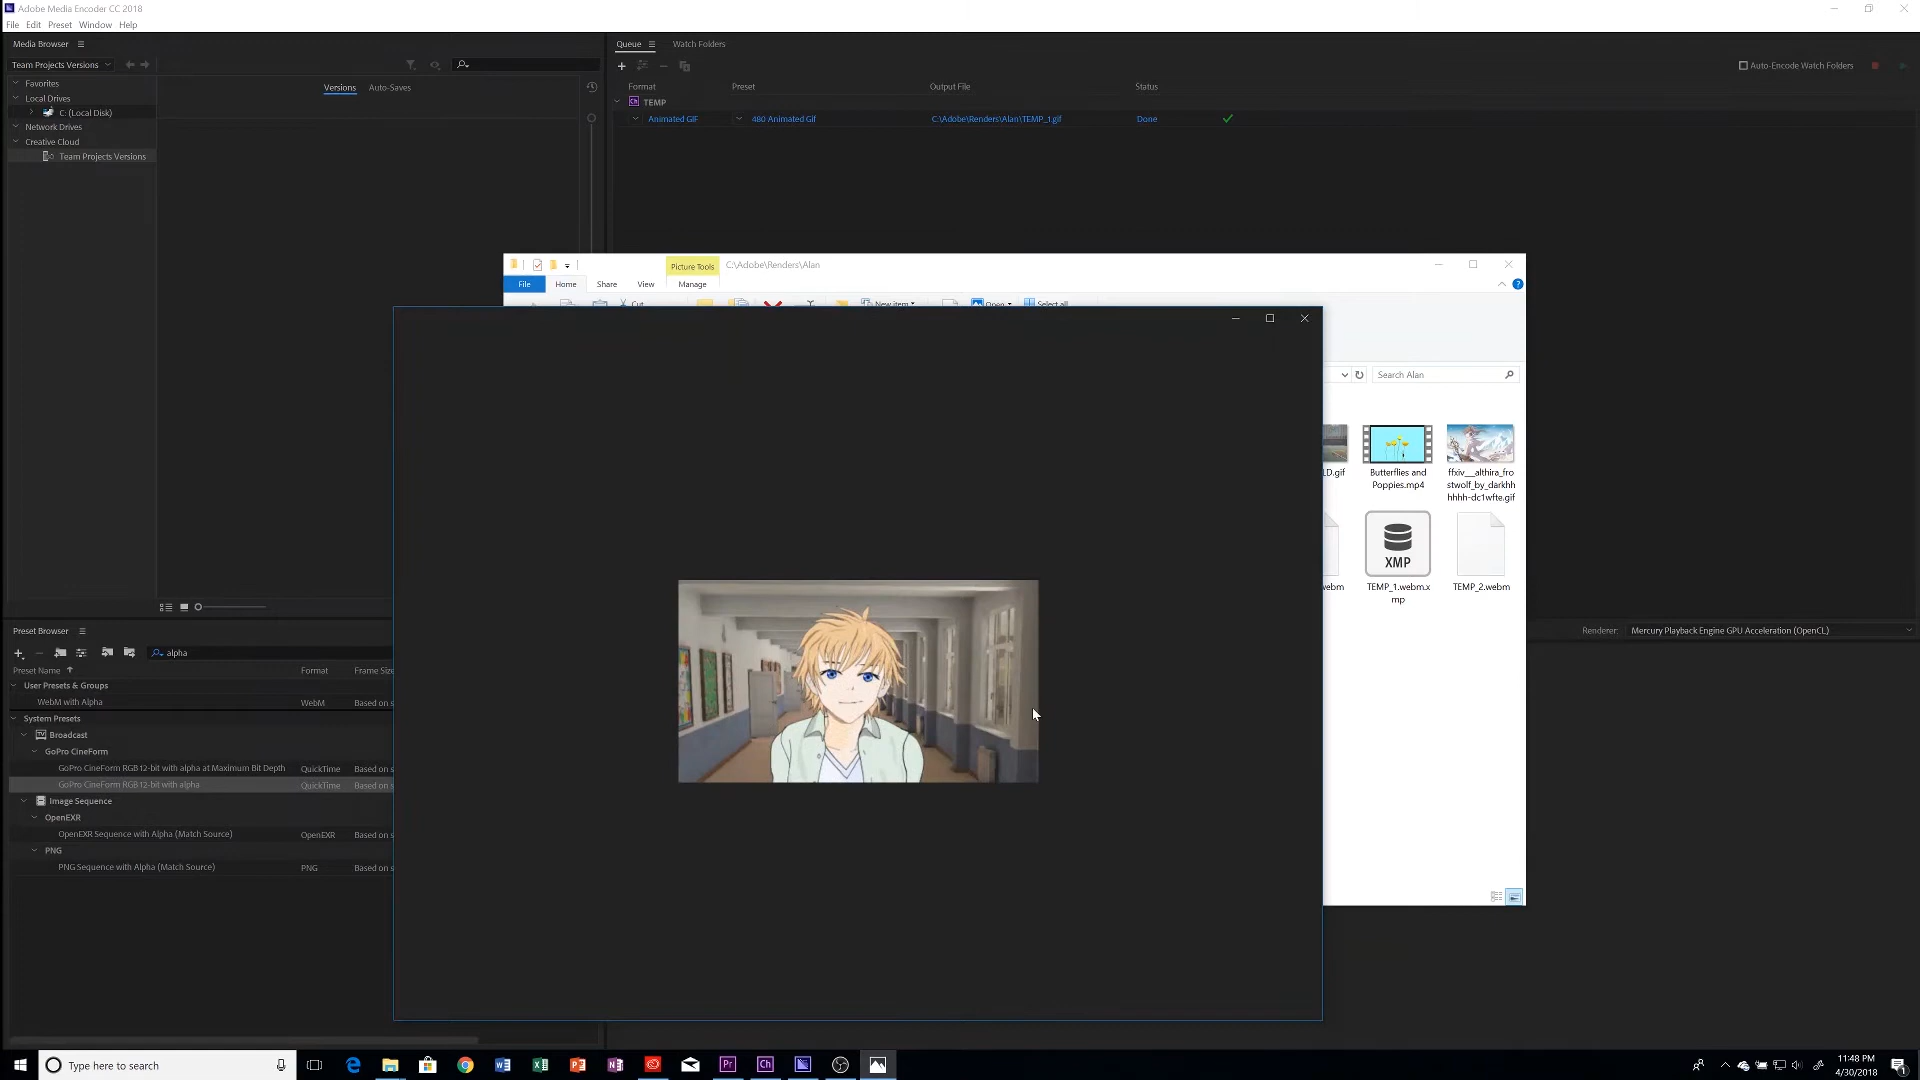 Adobe Media Encoder CC 2018
File Edit Preset Window Help
Media Browser
Team Projects Versions
Favorites
Local Drives
C: (Local Disk)
Network Drives
Creative Cloud
Team Projects Versions
Versions Auto-Saves
Queue Watch Folders
Auto-Encode Watch Folders
Format Preset Output File Status
Ch TEMP
Animated GIF 480 Animated Gif C:\Adobe\Renders\Alan\TEMP_1.gif Done
Picture Tools C:\Adobe\Renders\Alan
File Home Share View Manage
Cut New item Open Select all
Search Alan
LD.gif
Butterflies and
Poppies.mp4
ffxiv__althira_fro
stwolf_by_darkhh
hhhhh-dc1wfte.gif
webm
XMP
TEMP_1.webm.x
mp
TEMP_2.webm
Renderer: Mercury Playback Engine GPU Acceleration (OpenCL)
Preset Browser
alpha
Preset Name Format Frame Siz
User Presets & Groups
WebM with Alpha WebM Based on s
System Presets
Broadcast
GoPro CineForm
GoPro CineForm RGB 12-bit with alpha at Maximum Bit Depth QuickTime Based on s
GoPro CineForm RGB 12-bit with alpha QuickTime Based on s
Image Sequence
OpenEXR
OpenEXR Sequence with Alpha (Match Source) OpenEXR Based on s
PNG
PNG Sequence with Alpha (Match Source) PNG Based on s
Type here to search
Pr Ch
11:48 PM
4/30/2018